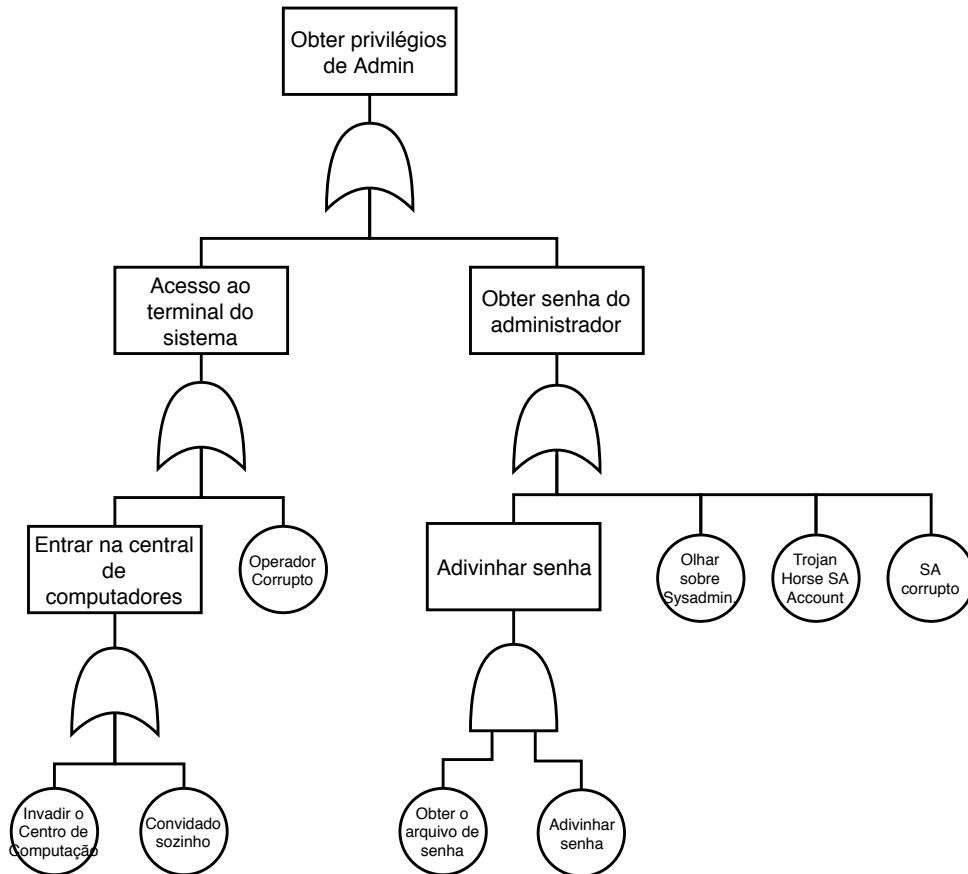 Obter privilégios
de Admin
Acesso ao
terminal do
sistema
Obter senha do
administrador
Entrar na central
de
computadores
Operador
Corrupto
Adivinhar senha
Olhar
sobre
Sysadmin.
Trojan
Horse SA
Account
SA
corrupto
Invadir o
Centro de
Computação
Convidado
sozinho
Obter o
arquivo de
senha
Adivinhar
senha